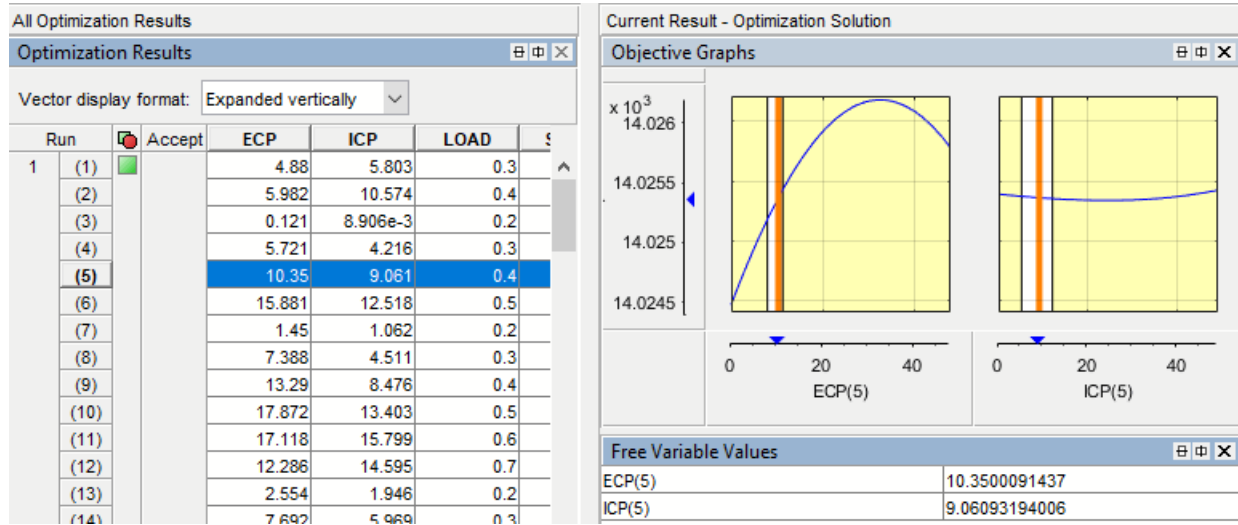 All Optimization Results
Optimization Results
Vector display format: Expanded vertically
Run Accept ECP ICP LOAD
1 (1) 4.88 5.803 0.3
(2) 5.982 10.574 0.4
(3) 0.121 8.906e-3 0.2
(4) 5.721 4.216 0.3
(5) 10.35 9.061 0.4
(6) 15.881 12.518 0.5
(7) 1.45 1.062 0.2
(8) 7.388 4.511 0.3
(9) 13.29 8.476 0.4
(10) 17.872 13.403 0.5
(11) 17.118 15.799 0.6
(12) 12.286 14.595 0.7
(13) 2.554 1.946 0.2
(14) 7.692 5.969 0.3
Current Result - Optimization Solution
Objective Graphs
x 10³
14.026
14.0255
14.025
14.0245
0 20 40
ECP(5)
0 20 40
ICP(5)
Free Variable Values
ECP(5) 10.3500091437
ICP(5) 9.06093194006